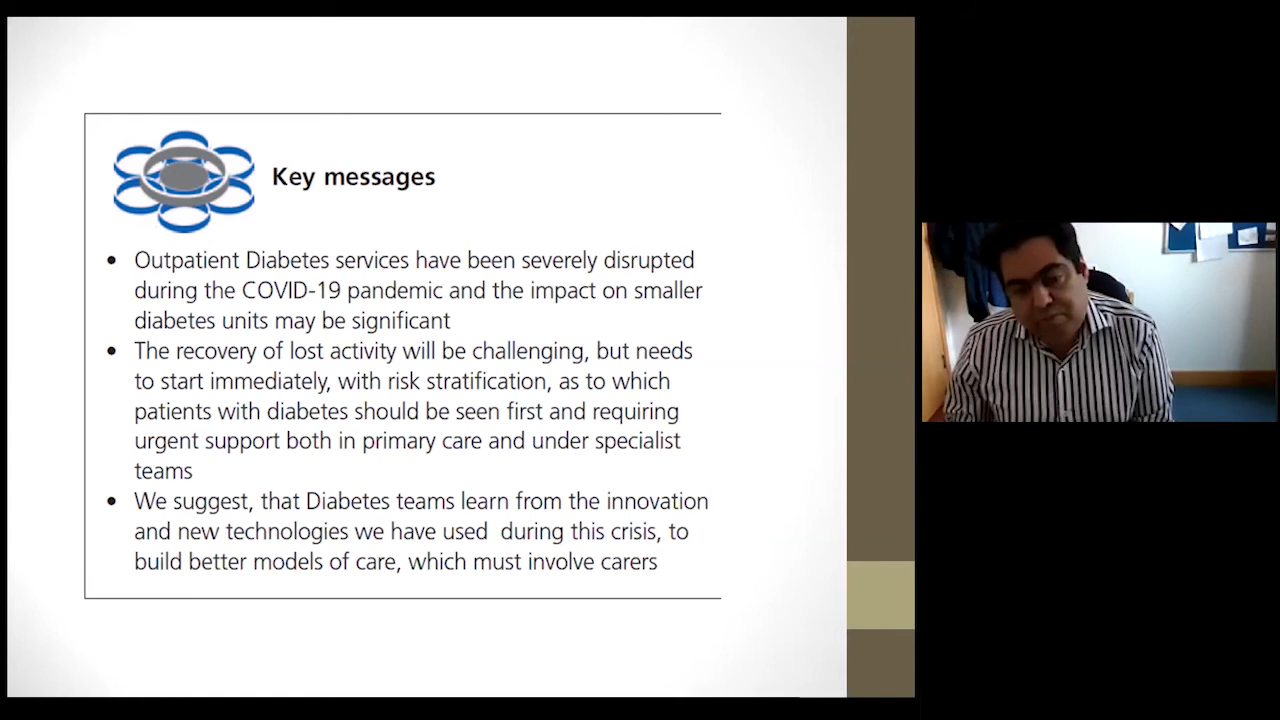 Key messages
• Outpatient Diabetes services have been severely disrupted
during the COVID-19 pandemic and the impact on smaller
diabetes units may be significant
• The recovery of lost activity will be challenging, but needs
to start immediately, with risk stratification, as to which
patients with diabetes should be seen first and requiring
urgent support both in primary care and under specialist
teams
• We suggest, that Diabetes teams learn from the innovation
and new technologies we have used  during this crisis, to
build better models of care, which must involve carers